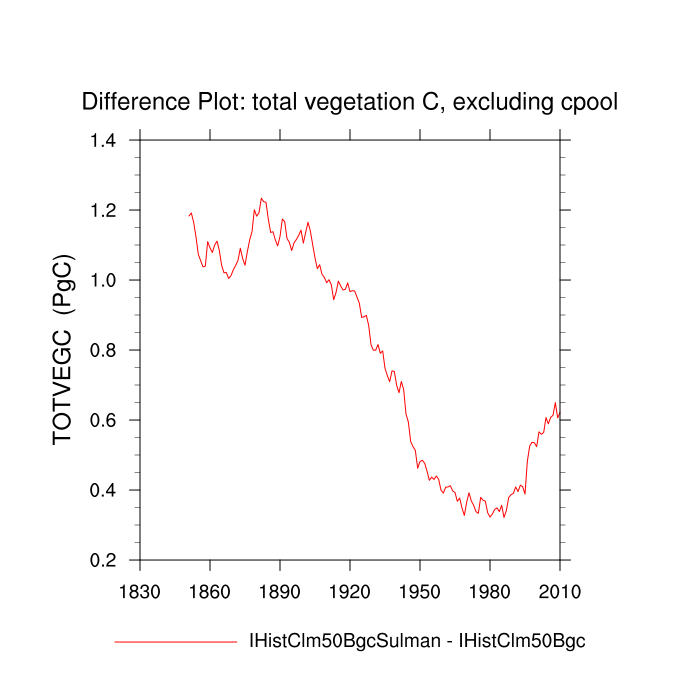 Difference Plot: total vegetation C, excluding cpool
TOTVEGC (PgC)
1.4
1.2
1.0
0.8
0.6
0.4
0.2
1830 1860 1890 1920 1950 1980 2010
IHistClm50BgcSulman - IHistClm50Bgc